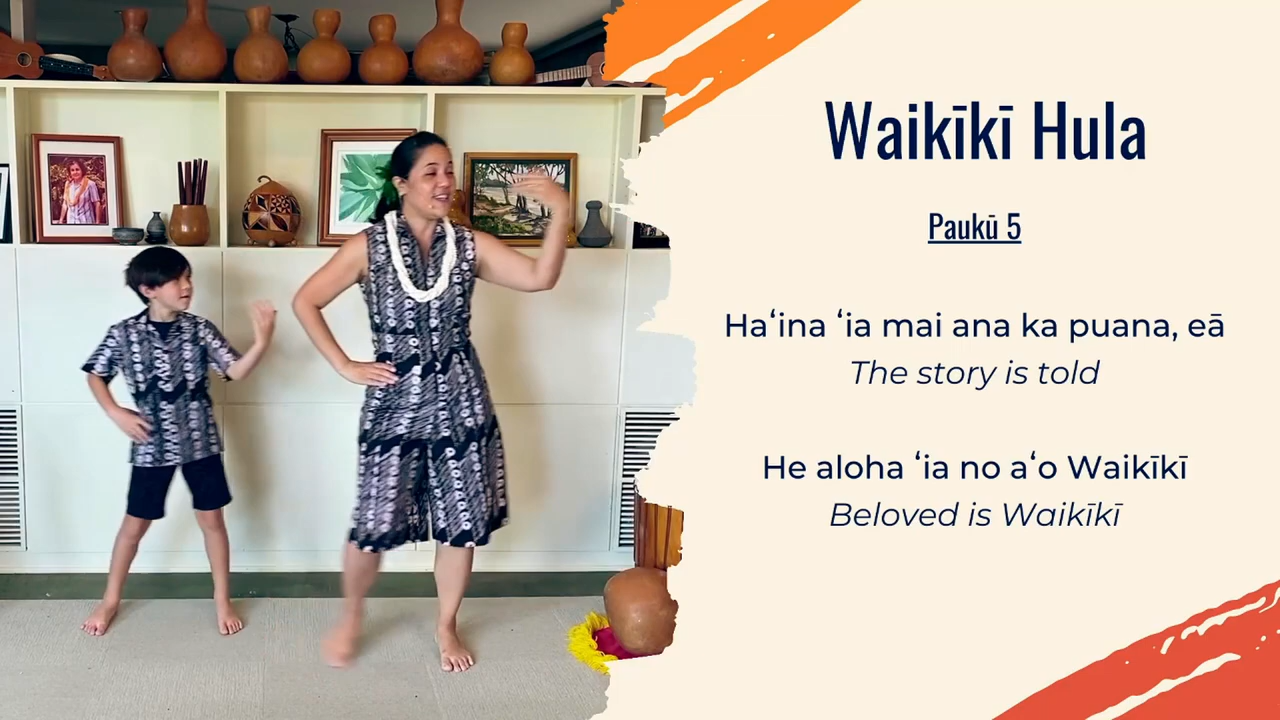 Waikīkī Hula
Paukū 5
Haʻina ʻia mai ana ka puana, eā
The story is told
He aloha ʻia no aʻo Waikīkī
Beloved is Waikīkī